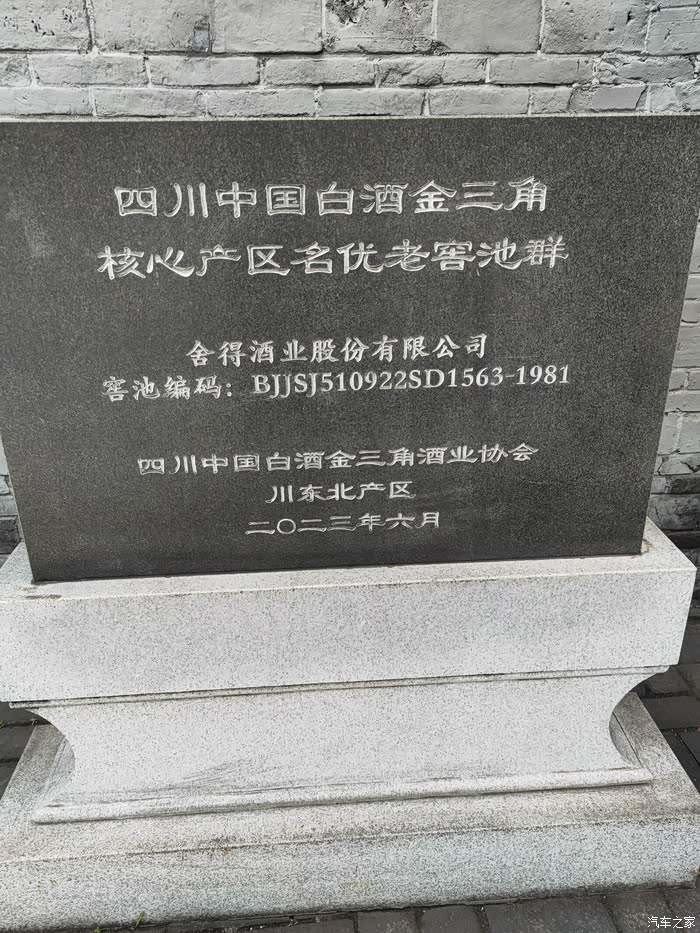 四川中国白酒金三角
核心产区名优老窖池群
舍得酒业股份有限公司
窖池编码：BJJSJ510922SD1563-1981
四川中国白酒金三角酒业协会
川东北产区
二〇二三年六月
汽车之家